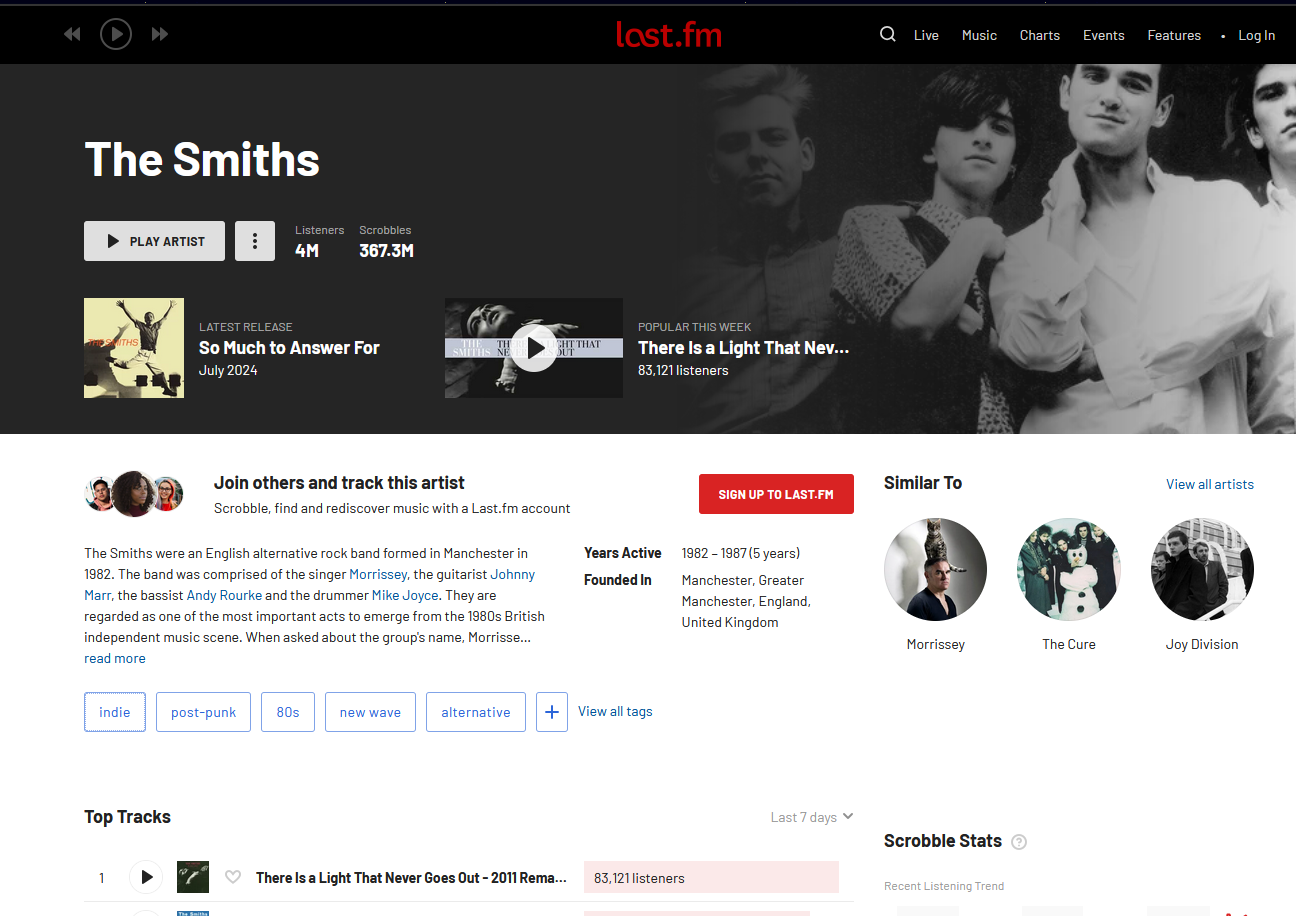 last.fm
Live
Music
Charts
Events
Features
•
Log In
The Smiths
PLAY ARTIST
Listeners
4M
Scrobbles
367.3M
THE SMITHS
LATEST RELEASE
So Much to Answer For
July 2024
THE
SMITHS
POPULAR THIS WEEK
There Is a Light That Nev...
83,121 listeners
Join others and track this artist
Scrobble, find and rediscover music with a Last.fm account
SIGN UP TO LAST.FM
The Smiths were an English alternative rock band formed in Manchester in
1982. The band was comprised of the singer Morrissey, the guitarist Johnny
Marr, the bassist Andy Rourke and the drummer Mike Joyce. They are
regarded as one of the most important acts to emerge from the 1980s British
independent music scene. When asked about the group's name, Morrisse...
read more
Years Active
1982 – 1987 (5 years)
Founded In
Manchester, Greater
Manchester, England,
United Kingdom
indie
post-punk
80s
new wave
alternative
+
View all tags
Similar To
View all artists
Morrissey
The Cure
Joy Division
Top Tracks
Last 7 days
1
There Is a Light That Never Goes Out - 2011 Rema...
83,121 listeners
The Smiths
Scrobble Stats
?
Recent Listening Trend